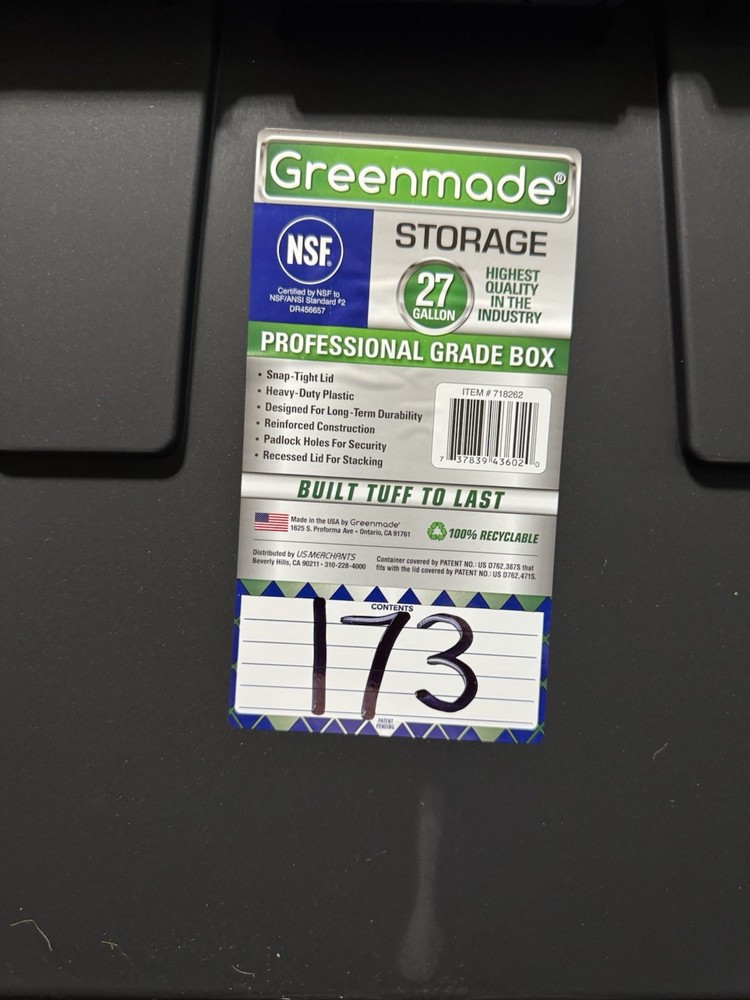 Greenmade®
NSF®
Certified by NSF to
NSF/ANSI Standard #2
DR456657
STORAGE
27
GALLON
HIGHEST
QUALITY
IN THE
INDUSTRY
PROFESSIONAL GRADE BOX
• Snap-Tight Lid
• Heavy-Duty Plastic
• Designed For Long-Term Durability
• Reinforced Construction
• Padlock Holes For Security
• Recessed Lid For Stacking
ITEM # 718262
7 37839 43602 0
BUILT TUFF TO LAST
Made in the USA by Greenmade®
1625 S. Proforma Ave • Ontario, CA 91761
100% RECYCLABLE
Distributed by US MERCHANTS
Beverly Hills, CA 90211 • 310-228-4000
Container covered by PATENT NO.: US D762,387S that
fits with the lid covered by PATENT NO.: US D762,471S.
CONTENTS
173
PATENT
PENDING